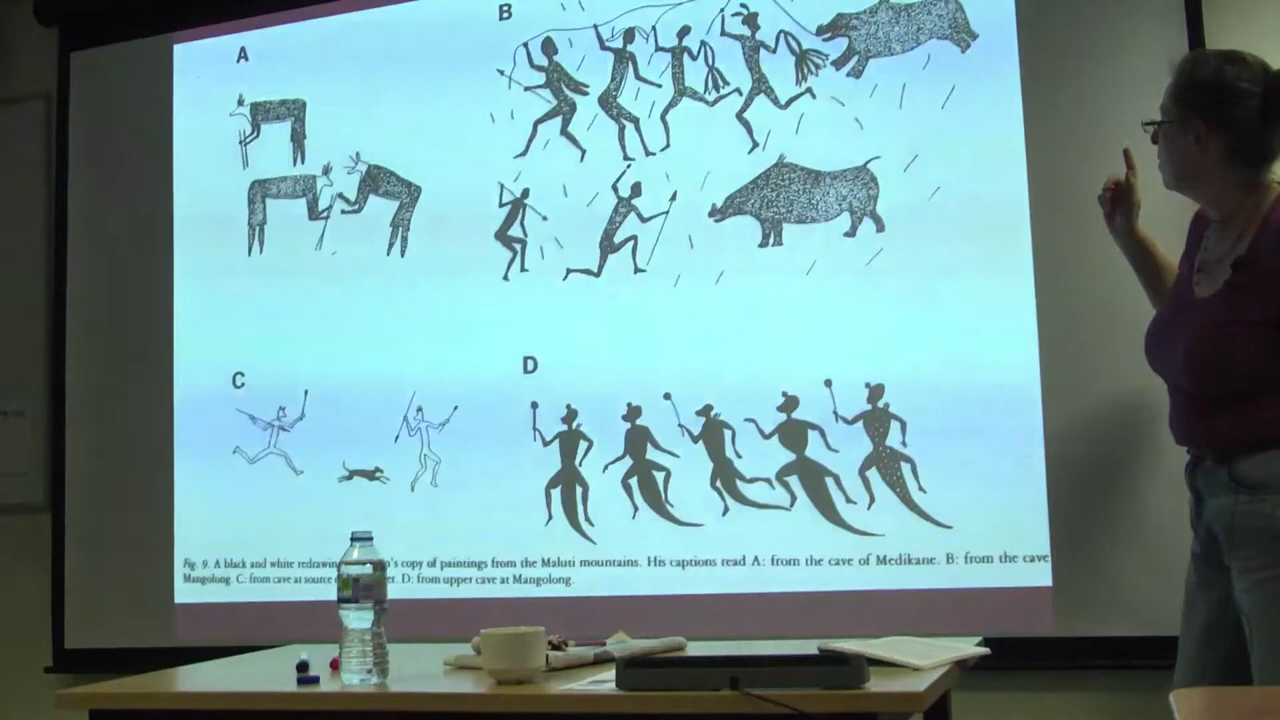 A
B
C
D
Fig. 9. A black and white redrawin 's copy of paintings from the Maluti mountains. His captions read A: from the cave of Medikane. B: from the cave
Mangolong. C: from cave at source er. D: from upper cave at Mangolong.